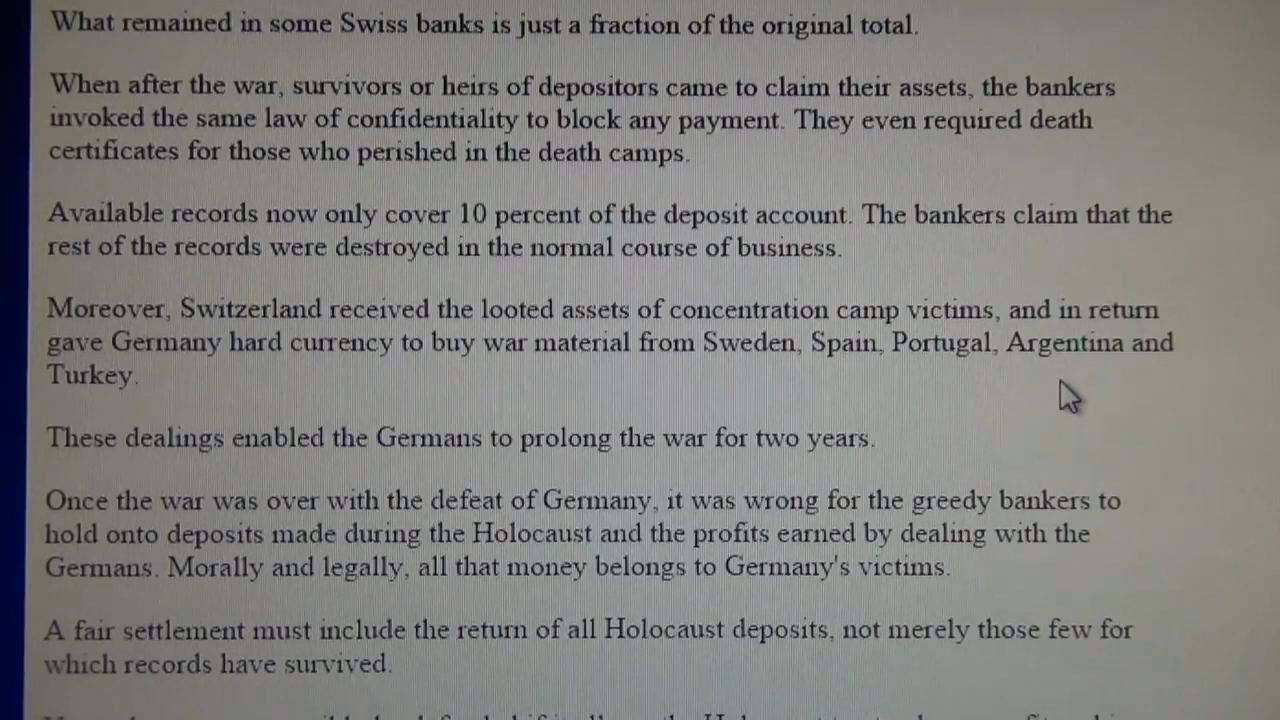 What remained in some Swiss banks is just a fraction of the original total.
When after the war, survivors or heirs of depositors came to claim their assets, the bankers
invoked the same law of confidentiality to block any payment. They even required death
certificates for those who perished in the death camps.
Available records now only cover 10 percent of the deposit account. The bankers claim that the
rest of the records were destroyed in the normal course of business.
Moreover, Switzerland received the looted assets of concentration camp victims, and in return
gave Germany hard currency to buy war material from Sweden, Spain, Portugal, Argentina and
Turkey.
These dealings enabled the Germans to prolong the war for two years.
Once the war was over with the defeat of Germany, it was wrong for the greedy bankers to
hold onto deposits made during the Holocaust and the profits earned by dealing with the
Germans. Morally and legally, all that money belongs to Germany's victims.
A fair settlement must include the return of all Holocaust deposits, not merely those few for
which records have survived.